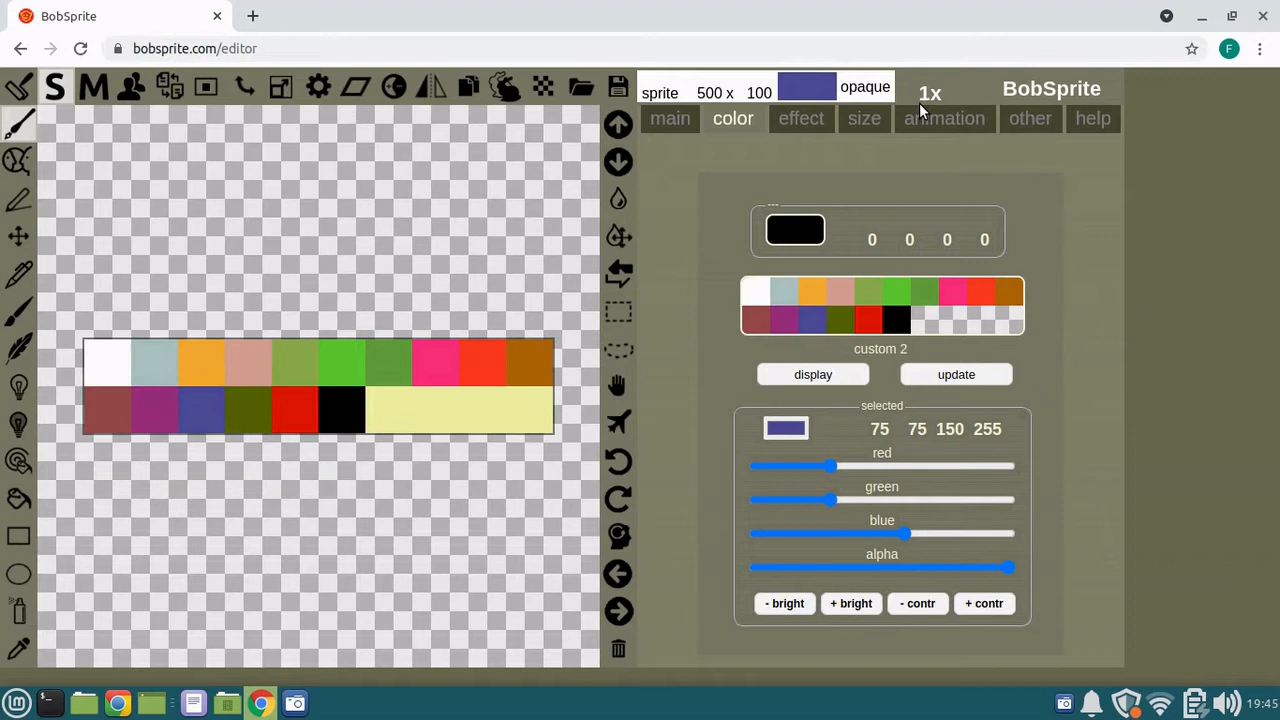 BobSprite
bobsprite.com/editor
F
S M
sprite 500 x 100 opaque 1x BobSprite
main color effect size animation other help
---
0 0 0 0
custom 2
display update
selected
75 75 150 255
red
green
blue
alpha
- bright + bright - contr + contr
19:45